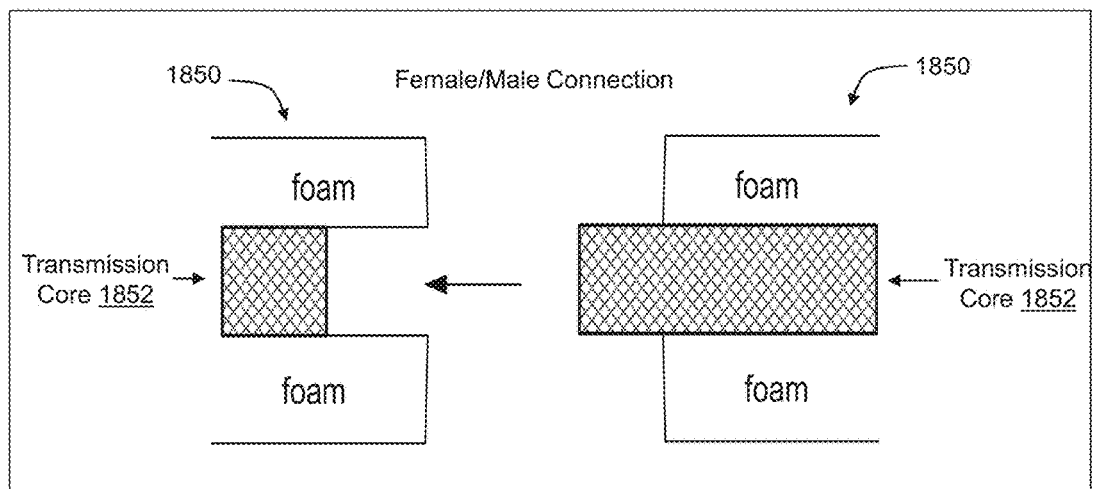 1850
Female/Male Connection
1850
foam
foam
Transmission
Core 1852
Transmission
Core 1852
foam
foam